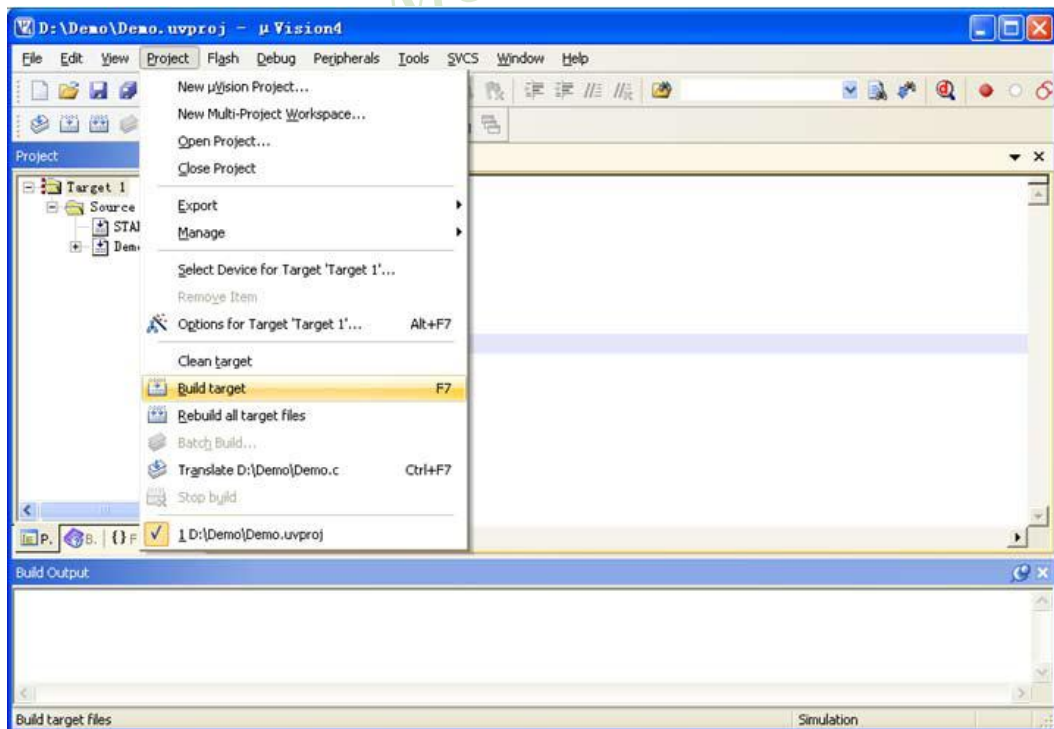 D:\Demo\Demo.uvproj - µVision4
File Edit View Project Flash Debug Peripherals Tools SVCS Window Help
Project
Target 1
Source
STAI
Dem
New µVision Project...
New Multi-Project Workspace...
Open Project...
Close Project
Export
Manage
Select Device for Target 'Target 1'...
Remove Item
Options for Target 'Target 1'... Alt+F7
Clean target
Build target F7
Rebuild all target files
Batch Build...
Translate D:\Demo\Demo.c Ctrl+F7
Stop build
1 D:\Demo\Demo.uvproj
P. B. {} F
Build Output
Build target files Simulation